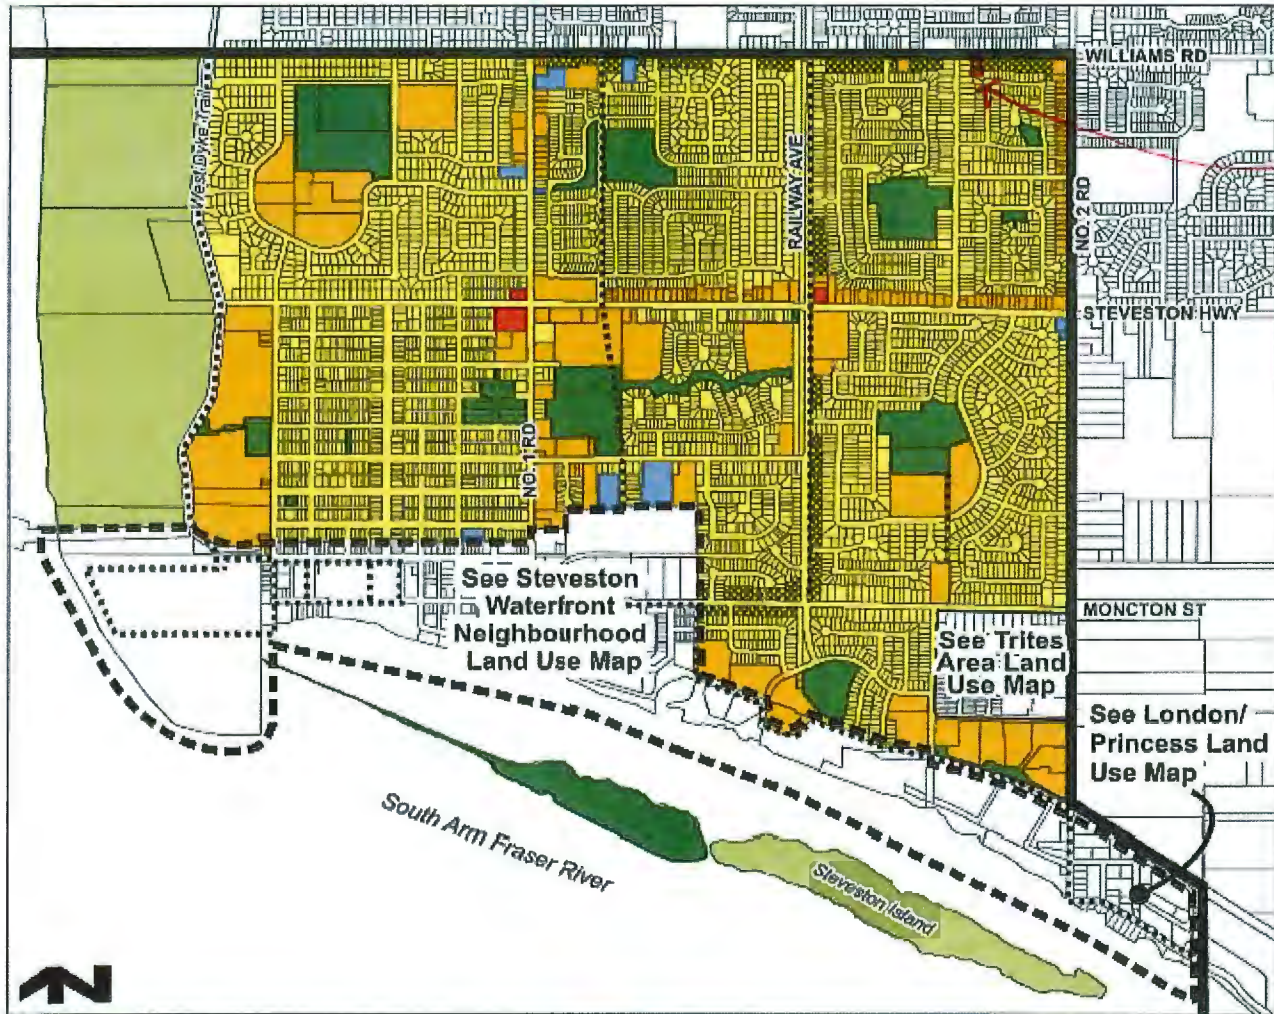 WILLIAMS RD
West Dyke Trail
RAILWAY AVE
NO. 2 RD
STEVESTON HWY
NO. 1 RD
See Steveston
Waterfront
Neighbourhood
Land Use Map
MONCTON ST
See Trites
Area Land
Use Map
See London/
Princess Land
Use Map
South Arm Fraser River
Steveston Island
N